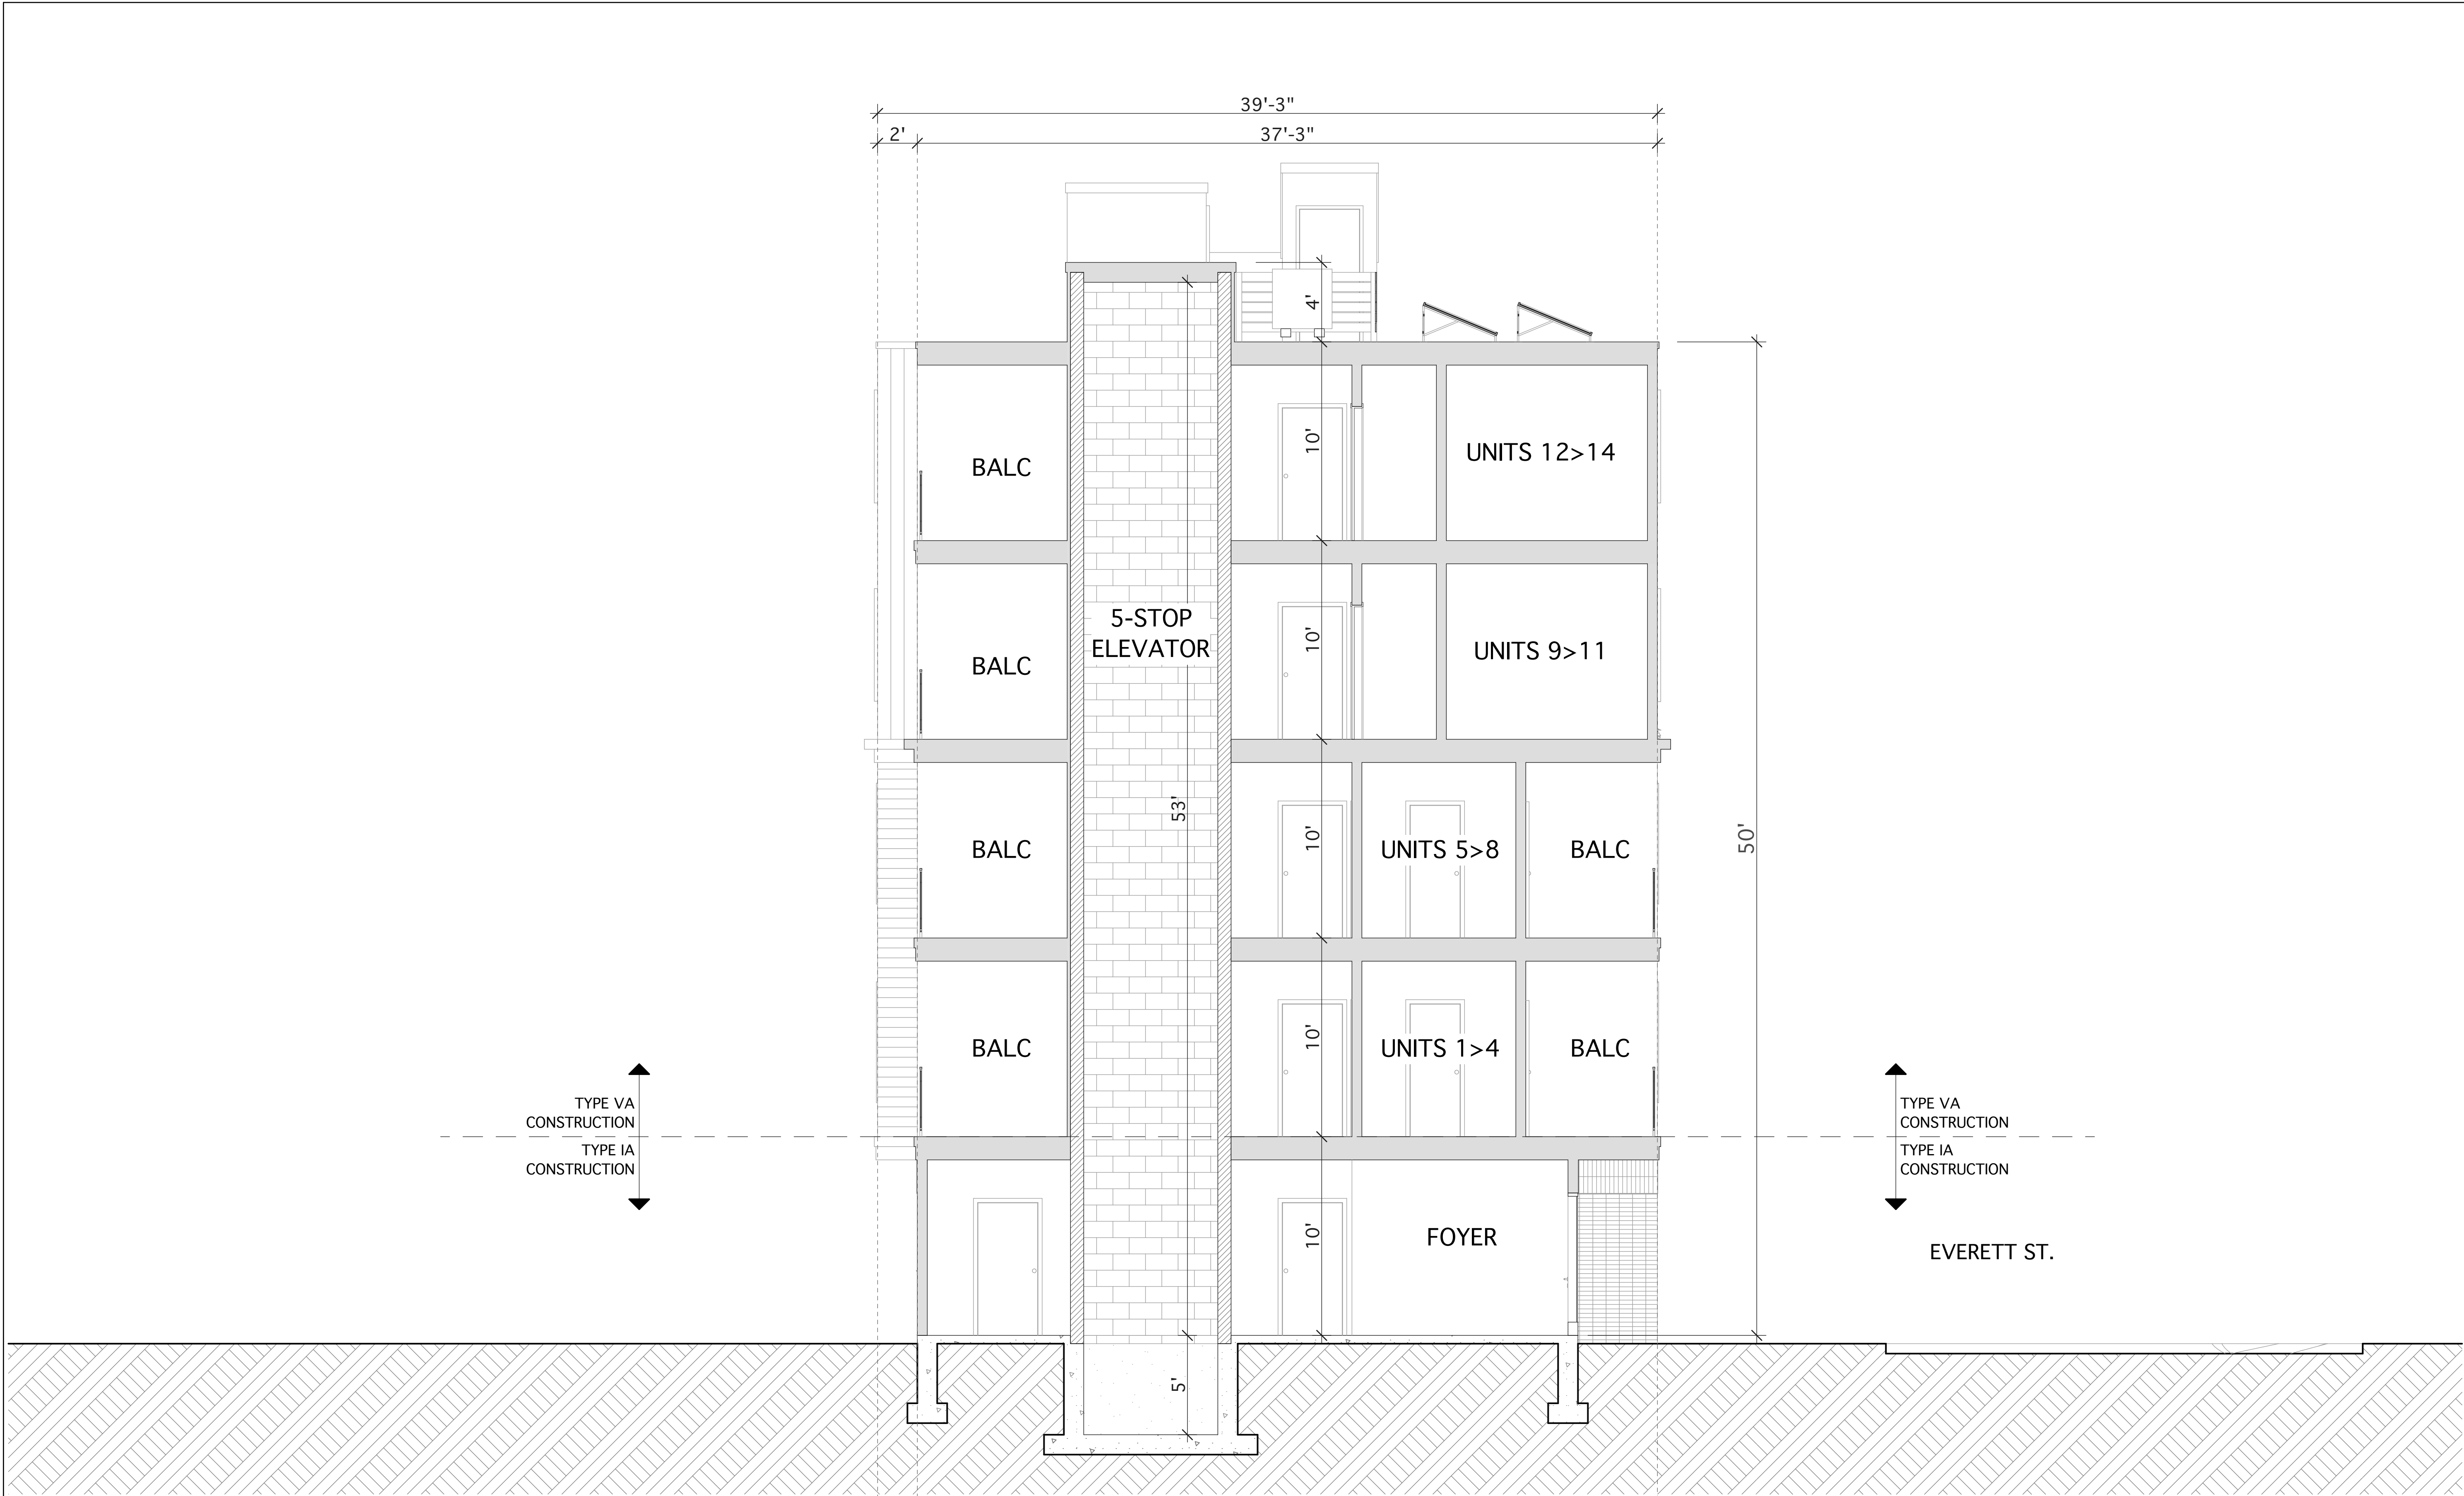 39'-3"
2'
37'-3"
4'
10'
BALC
UNITS 12>14
5-STOP
ELEVATOR
10'
BALC
UNITS 9>11
53'
10'
BALC
UNITS 5>8
BALC
50'
10'
BALC
UNITS 1>4
BALC
TYPE VA
CONSTRUCTION
TYPE IA
CONSTRUCTION
TYPE VA
CONSTRUCTION
TYPE IA
CONSTRUCTION
10'
FOYER
EVERETT ST.
5'